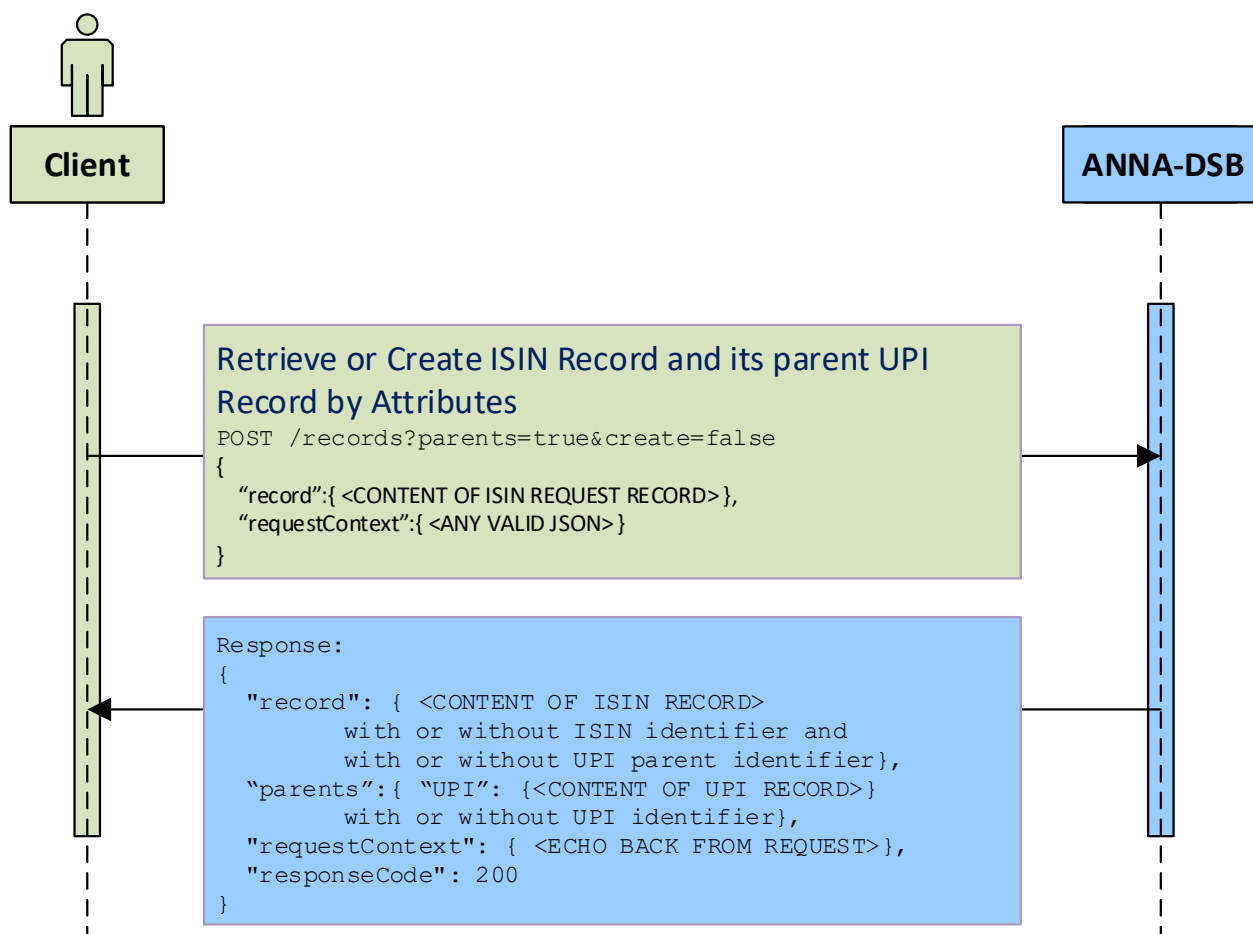 Client
ANNA-DSB
Retrieve or Create ISIN Record and its parent UPI
Record by Attributes
POST /records?parents=true&create=false
{
“record”:{ <CONTENT OF ISIN REQUEST RECORD> },
“requestContext”:{ <ANY VALID JSON> }
}
Response:
{
"record": { <CONTENT OF ISIN RECORD>
with or without ISIN identifier and
with or without UPI parent identifier},
“parents”:{ “UPI”: {<CONTENT OF UPI RECORD>}
with or without UPI identifier},
"requestContext": { <ECHO BACK FROM REQUEST>},
"responseCode": 200
}